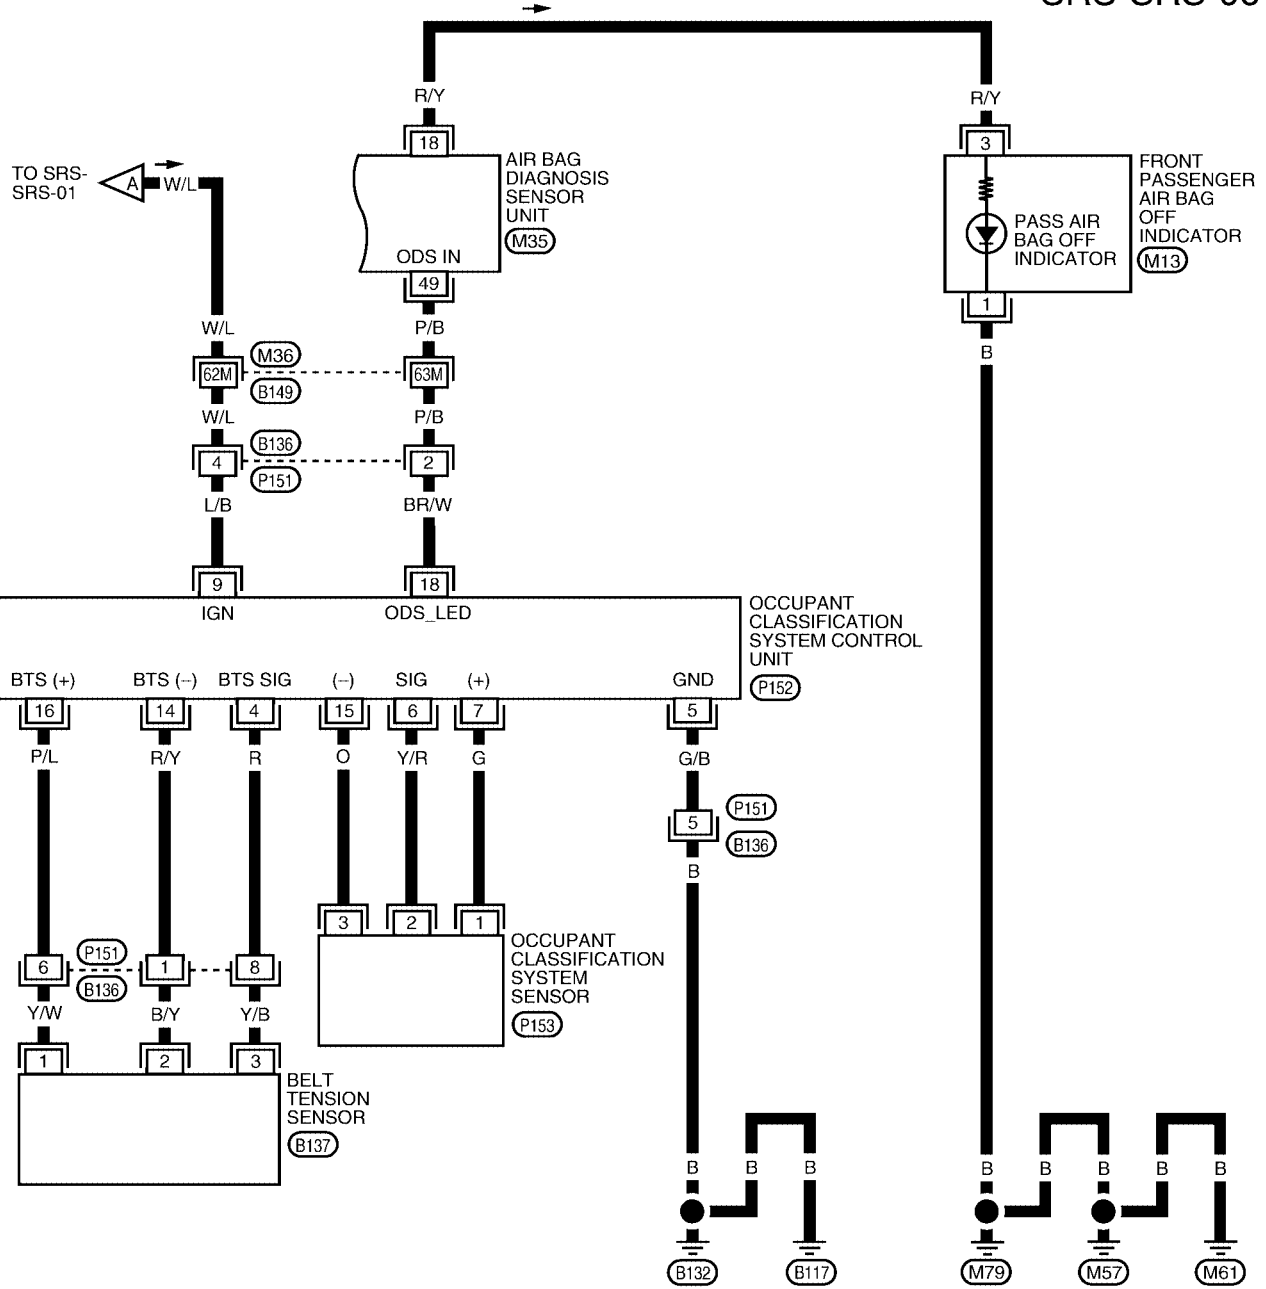 R/Y
R/Y
18
3
TO SRS-
SRS-01
A
W/L
AIR BAG
DIAGNOSIS
SENSOR
UNIT
M35
ODS IN
49
FRONT
PASSENGER
AIR BAG
OFF
INDICATOR
M13
PASS AIR
BAG OFF
INDICATOR
1
B
W/L
P/B
62M
M36
B149
63M
W/L
P/B
4
B136
P151
2
L/B
BR/W
9
18
IGN
ODS_LED
OCCUPANT
CLASSIFICATION
SYSTEM CONTROL
UNIT
P152
BTS (+)
BTS (–)
BTS SIG
(–)
SIG
(+)
GND
16
14
4
15
6
7
5
P/L
R/Y
R
O
Y/R
G
G/B
5
P151
B136
B
3
2
1
OCCUPANT
CLASSIFICATION
SYSTEM
SENSOR
P153
6
P151
B136
1
8
Y/W
B/Y
Y/B
1
2
3
BELT
TENSION
SENSOR
B137
B
B
B
B
B
B
B
B
B132
B117
M79
M57
M61